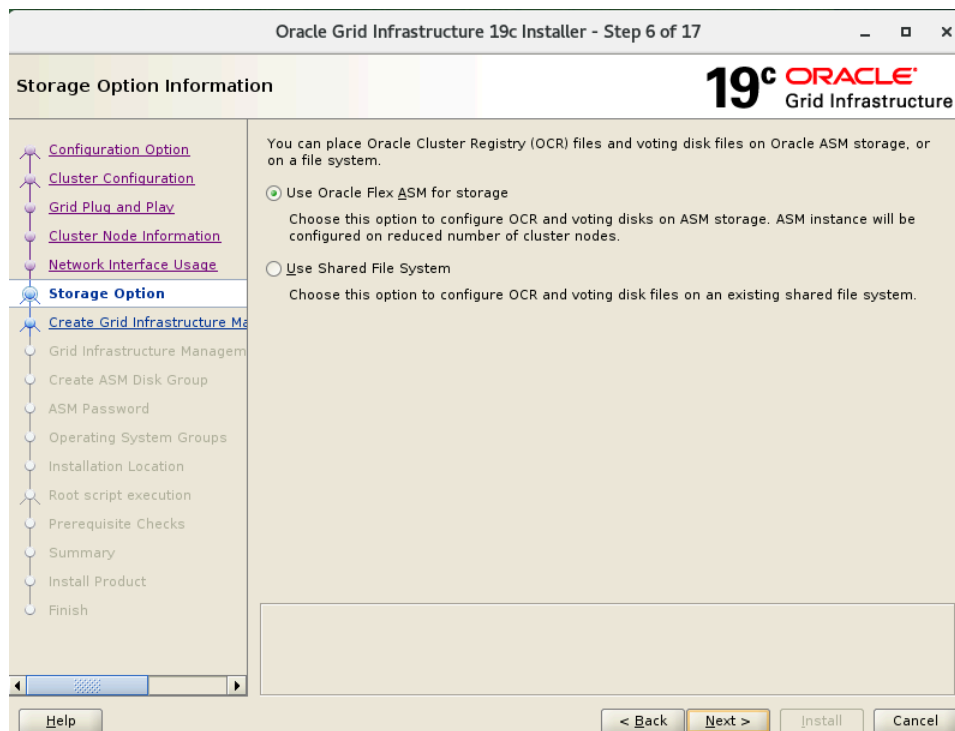 Oracle Grid Infrastructure 19c Installer - Step 6 of 17
Storage Option Information
19c ORACLE
Grid Infrastructure
Configuration Option
Cluster Configuration
Grid Plug and Play
Cluster Node Information
Network Interface Usage
Storage Option
Create Grid Infrastructure Ma
Grid Infrastructure Managem
Create ASM Disk Group
ASM Password
Operating System Groups
Installation Location
Root script execution
Prerequisite Checks
Summary
Install Product
Finish
You can place Oracle Cluster Registry (OCR) files and voting disk files on Oracle ASM storage, or
on a file system.
Use Oracle Flex ASM for storage
Choose this option to configure OCR and voting disks on ASM storage. ASM instance will be
configured on reduced number of cluster nodes.
Use Shared File System
Choose this option to configure OCR and voting disk files on an existing shared file system.
Help
< Back
Next >
Install
Cancel